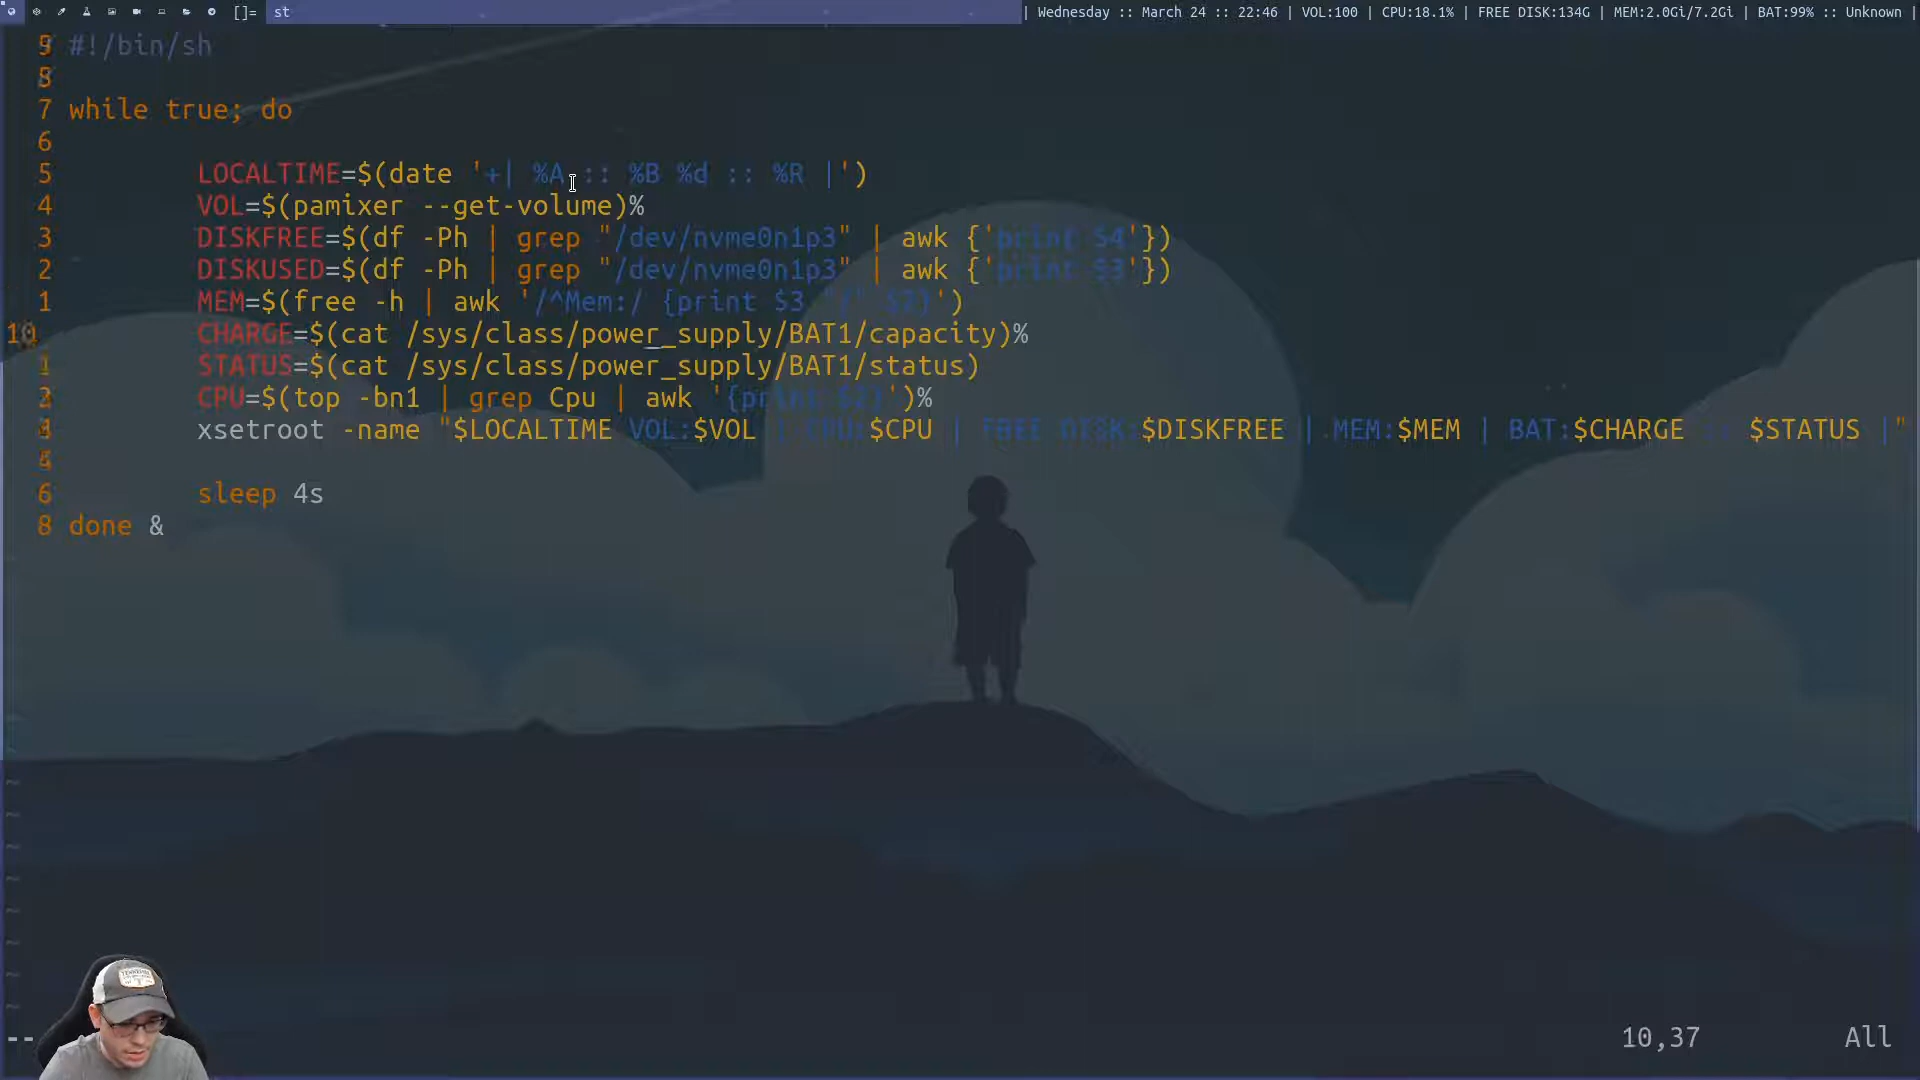 []= st | Wednesday :: March 24 :: 22:46 | VOL:100 | CPU:18.1% | FREE DISK:134G | MEM:2.0Gi/7.2Gi | BAT:99% :: Unknown |
9 #!/bin/sh
8
7 while true; do
6
5 LOCALTIME=$(date '+| %A :: %B %d :: %R |')
4 VOL=$(pamixer --get-volume)%
3 DISKFREE=$(df -Ph | grep "/dev/nvme0n1p3" | awk {'print $4'})
2 DISKUSED=$(df -Ph | grep "/dev/nvme0n1p3" | awk {'print $3'})
1 MEM=$(free -h | awk '/^Mem:/ {print $3 "/" $2}')
10 CHARGE=$(cat /sys/class/power_supply/BAT1/capacity)%
1 STATUS=$(cat /sys/class/power_supply/BAT1/status)
2 CPU=$(top -bn1 | grep Cpu | awk '{print $2}')%
xsetroot -name "$LOCALTIME VOL:$VOL | CPU:$CPU | FREE DISK:$DISKFREE | MEM:$MEM | BAT:$CHARGE :: $STATUS |"
6 sleep 4s
8 done &
--
10,37 All